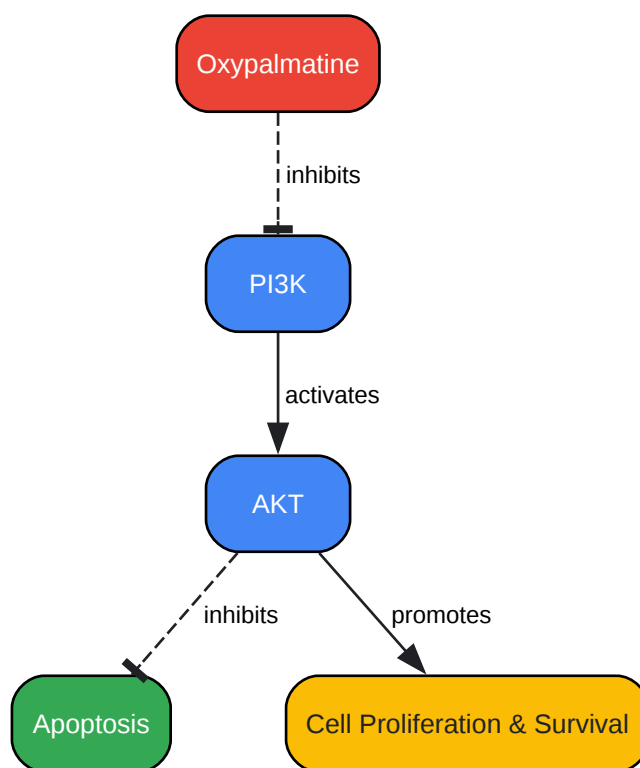 Oxypalmatine
inhibits
PI3K
activates
AKT
inhibits
promotes
Apoptosis
Cell Proliferation & Survival